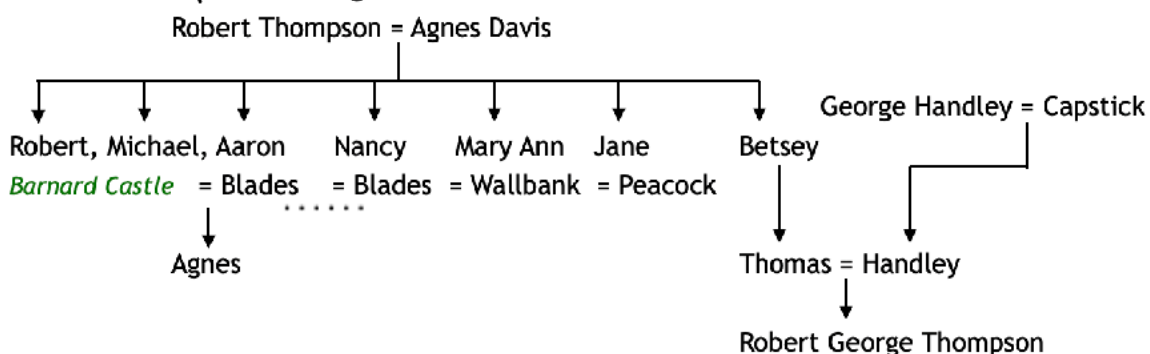 Robert Thompson = Agnes Davis
George Handley = Capstick
Robert, Michael, Aaron Nancy Mary Ann Jane Betsey
Barnard Castle = Blades = Blades = Wallbank = Peacock
Agnes
Thomas = Handley
Robert George Thompson